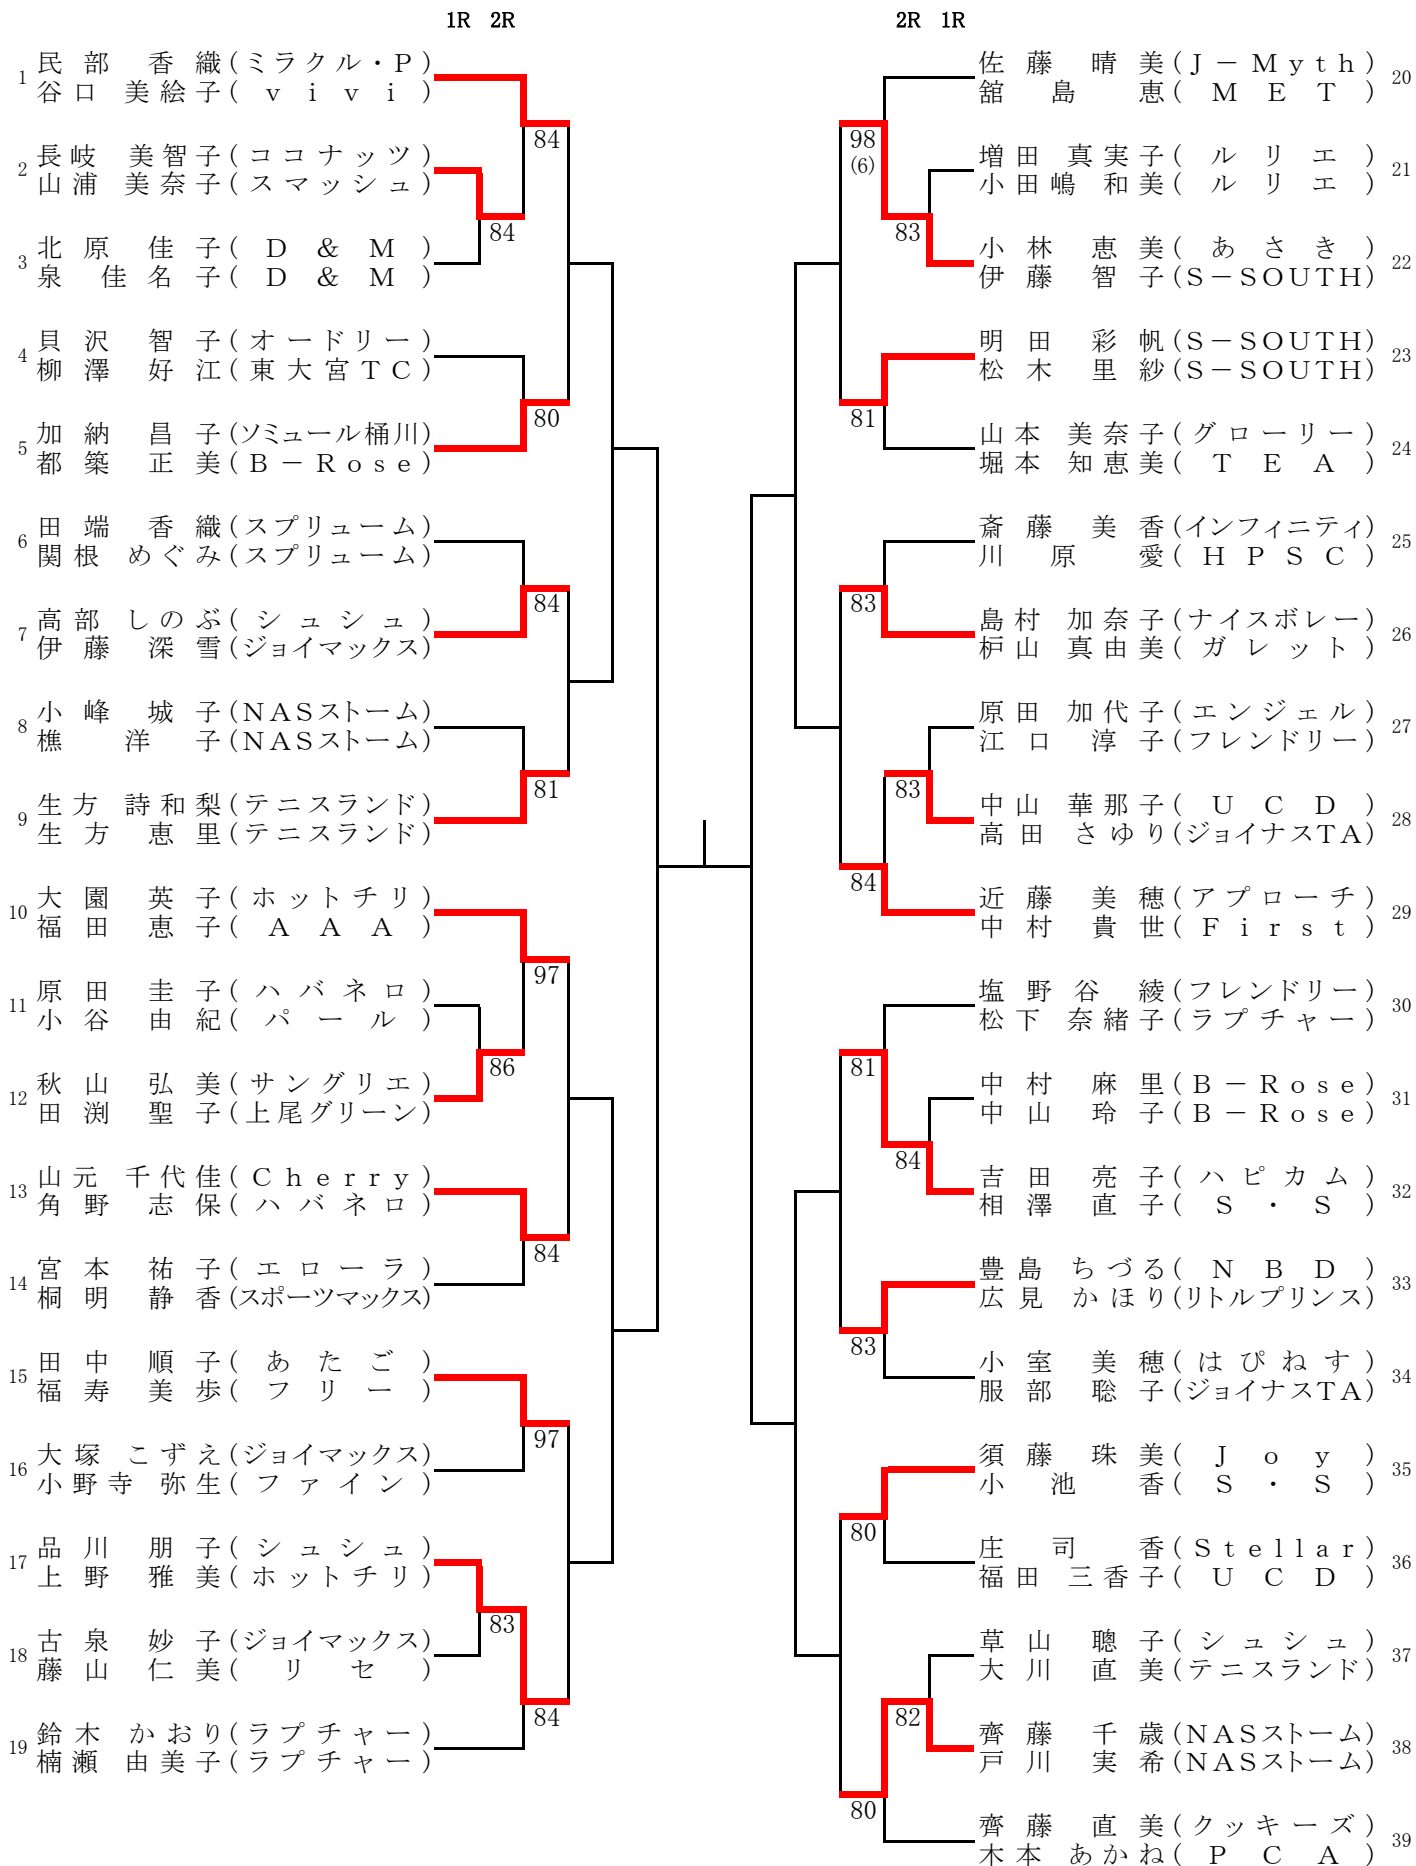 1R 2R
1 民部 香織(ミラクル・P)
谷口 美絵子(vivi)
84
2 長岐 美智子(ココナッツ)
山浦 美奈子(スマッシュ)
84
3 北原 佳子(D&M)
泉 佳名子(D&M)
4 貝沢 智子(オードリー)
柳澤 好江(東大宮TC)
80
5 加納 昌子(ソミュール桶川)
都築 正美(B-Rose)
6 田端 香織(スプリューム)
関根 めぐみ(スプリューム)
84
7 高部 しのぶ(シュシュ)
伊藤 深雪(ジョイマックス)
8 小峰 城子(NASストーム)
樵 洋子(NASストーム)
81
9 生方 詩和梨(テニスランド)
生方 恵里(テニスランド)
10 大園 英子(ホットチリ)
福田 恵子(AAA)
97
11 原田 圭子(ハバネロ)
小谷 由紀(パール)
86
12 秋山 弘美(サングリエ)
田渕 聖子(上尾グリーン)
13 山元 千代佳(Cherry)
角野 志保(ハバネロ)
84
14 宮本 祐子(エローラ)
桐明 静香(スポーツマックス)
15 田中 順子(あたご)
福寿 美歩(フリー)
97
16 大塚 こずえ(ジョイマックス)
小野寺 弥生(ファイン)
17 品川 朋子(シュシュ)
上野 雅美(ホットチリ)
83
18 古泉 妙子(ジョイマックス)
藤山 仁美(リセ)
84
19 鈴木 かおり(ラプチャー)
楠瀬 由美子(ラプチャー)
2R 1R
佐藤 晴美(J-Myth) 20
舘島 恵(MET)
98
(6)
増田 真実子(ルリエ) 21
小田嶋 和美(ルリエ)
83
小林 恵美(あさき) 22
伊藤 智子(S-SOUTH)
明田 彩帆(S-SOUTH) 23
松木 里紗(S-SOUTH)
81
山本 美奈子(グローリー) 24
堀本 知恵美(TEA)
斎藤 美香(インフィニティ) 25
川原 愛(HPSC)
83
島村 加奈子(ナイスボレー) 26
枦山 真由美(ガレット)
原田 加代子(エンジェル) 27
江口 淳子(フレンドリー)
83
中山 華那子(UCD) 28
高田 さゆり(ジョイナスTA)
84
近藤 美穂(アプローチ) 29
中村 貴世(First)
塩野谷 綾(フレンドリー) 30
松下 奈緒子(ラプチャー)
81
中村 麻里(B-Rose) 31
中山 玲子(B-Rose)
84
吉田 亮子(ハピカム) 32
相澤 直子(S・S)
豊島 ちづる(NBD) 33
広見 かほり(リトルプリンス)
83
小室 美穂(はぴねす) 34
服部 聡子(ジョイナスTA)
須藤 珠美(Joy) 35
小池 香(S・S)
80
庄司 香(Stellar) 36
福田 三香子(UCD)
草山 聰子(シュシュ) 37
大川 直美(テニスランド)
82
齊藤 千歳(NASストーム) 38
戸川 実希(NASストーム)
80
齊藤 直美(クッキーズ) 39
木本 あかね(PCA)